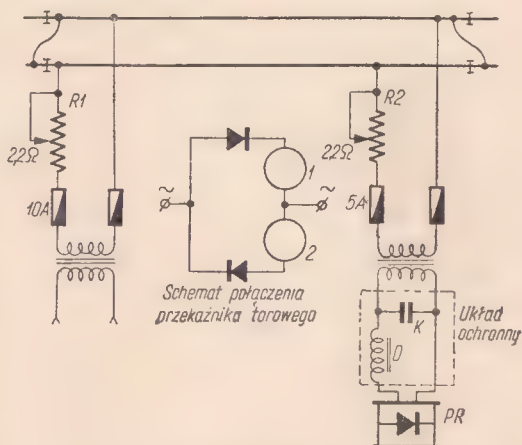 R1
2,2Ω
10A
~
~
1
2
Schemat połączenia
przekaźnika torowego
R2
2,2Ω
5A
K
D
Układ
ochronny
PR